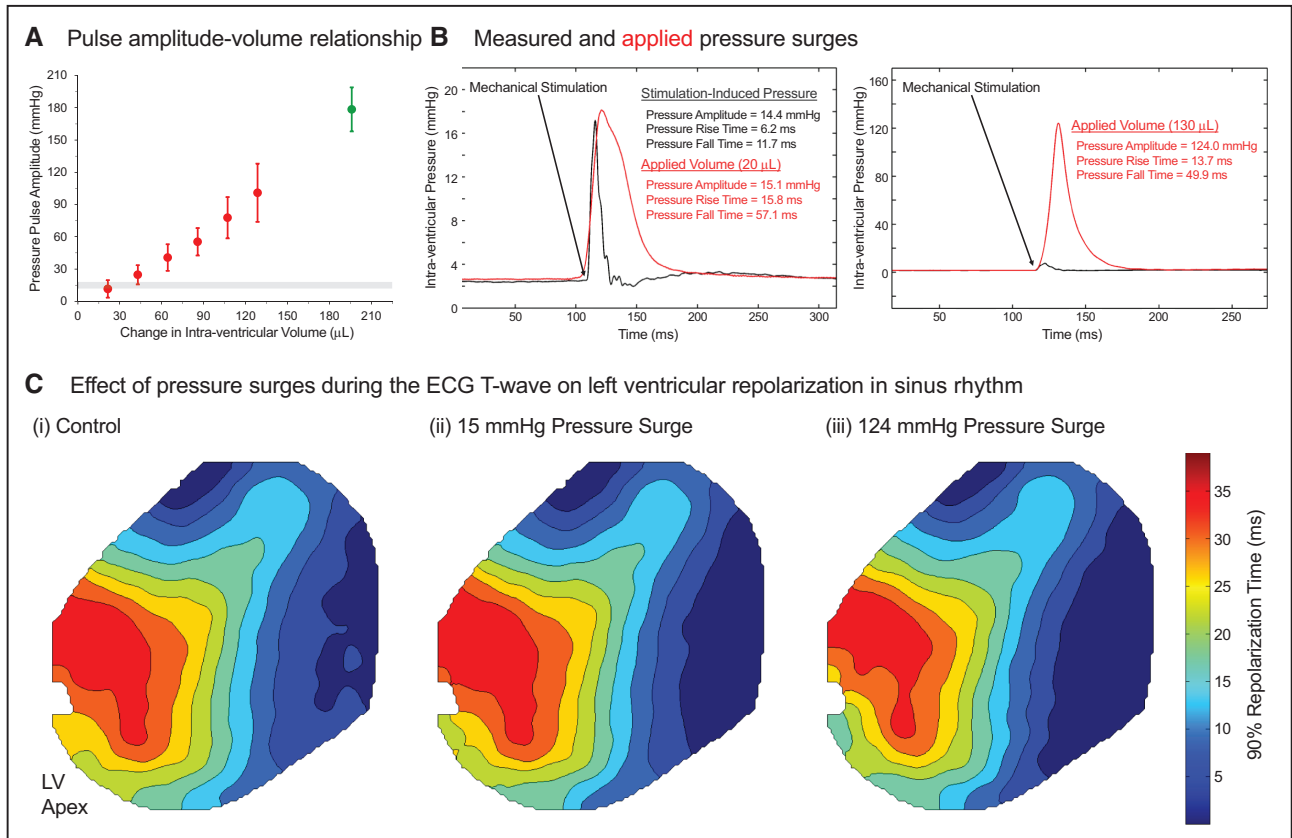 A Pulse amplitude-volume relationship
Pressure Pulse Amplitude (mmHg)
210
180
150
120
90
60
30
0
0 30 60 90 120 150 180 210
Change in Intra-ventricular Volume (µL)
B Measured and applied pressure surges
Intra-ventricular Pressure (mmHg)
20
16
12
8
4
0
Mechanical Stimulation
Stimulation-Induced Pressure
Pressure Amplitude = 14.4 mmHg
Pressure Rise Time = 6.2 ms
Pressure Fall Time = 11.7 ms
Applied Volume (20 µL)
Pressure Amplitude = 15.1 mmHg
Pressure Rise Time = 15.8 ms
Pressure Fall Time = 57.1 ms
50 100 150 200 250 300
Time (ms)
Intra-ventricular Pressure (mmHg)
160
120
80
40
0
Mechanical Stimulation
Applied Volume (130 µL)
Pressure Amplitude = 124.0 mmHg
Pressure Rise Time = 13.7 ms
Pressure Fall Time = 49.9 ms
50 100 150 200 250
Time (ms)
C Effect of pressure surges during the ECG T-wave on left ventricular repolarization in sinus rhythm
(i) Control
(ii) 15 mmHg Pressure Surge
(iii) 124 mmHg Pressure Surge
LV
Apex
35
30
25
20
15
10
5
90% Repolarization Time (ms)